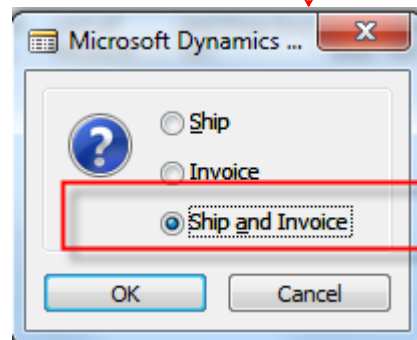 Microsoft Dynamics ...
Ship
Invoice
Ship and Invoice
OK
Cancel